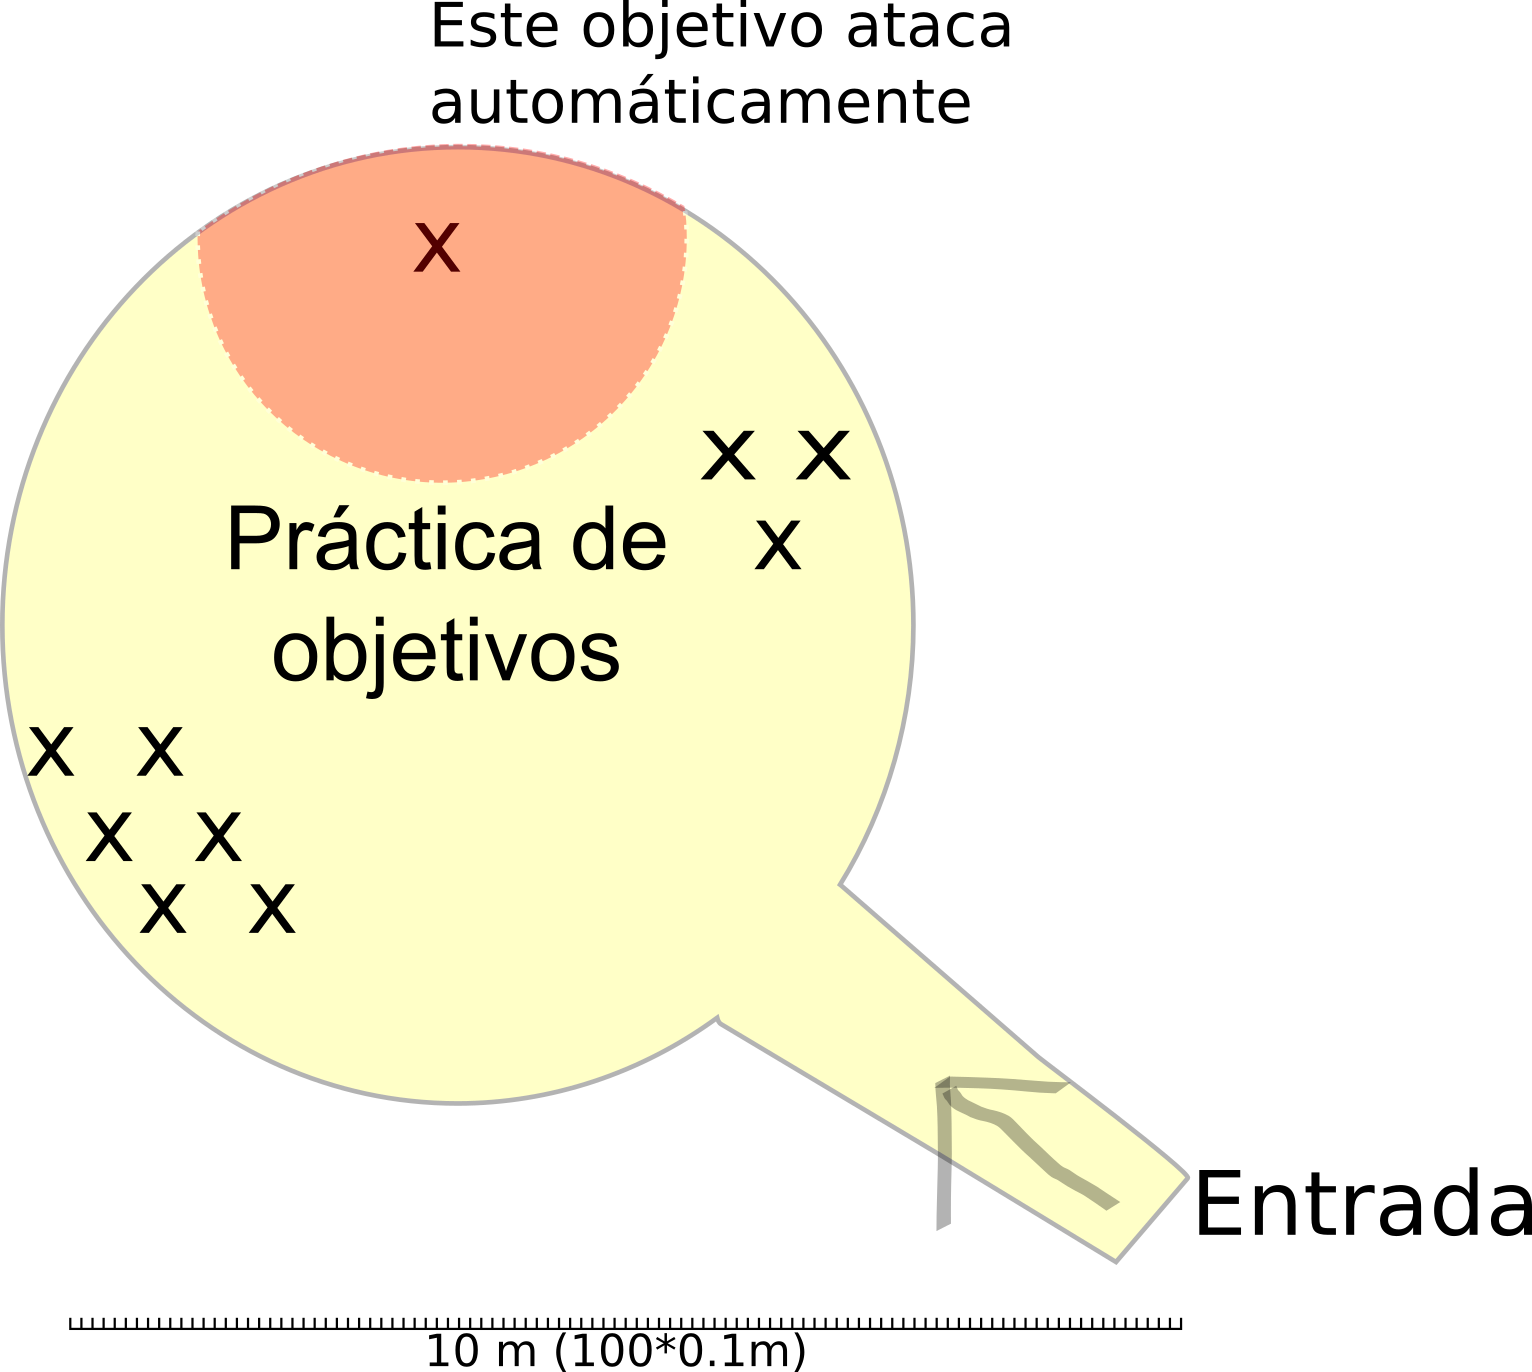 Este objetivo ataca
automáticamente
x
x x
Práctica de
x
objetivos
x x
x x
x x
Entrada
10 m (100*0.1m)